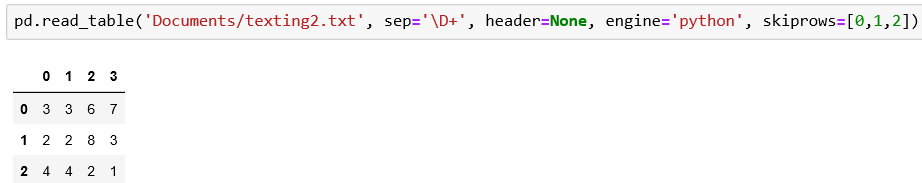 pd.read_table('Documents/texting2.txt', sep='\D+', header=None, engine='python', skiprows=[0,1,2])
0 1 2 3
0 3 3 6 7
1 2 2 8 3
2 4 4 2 1